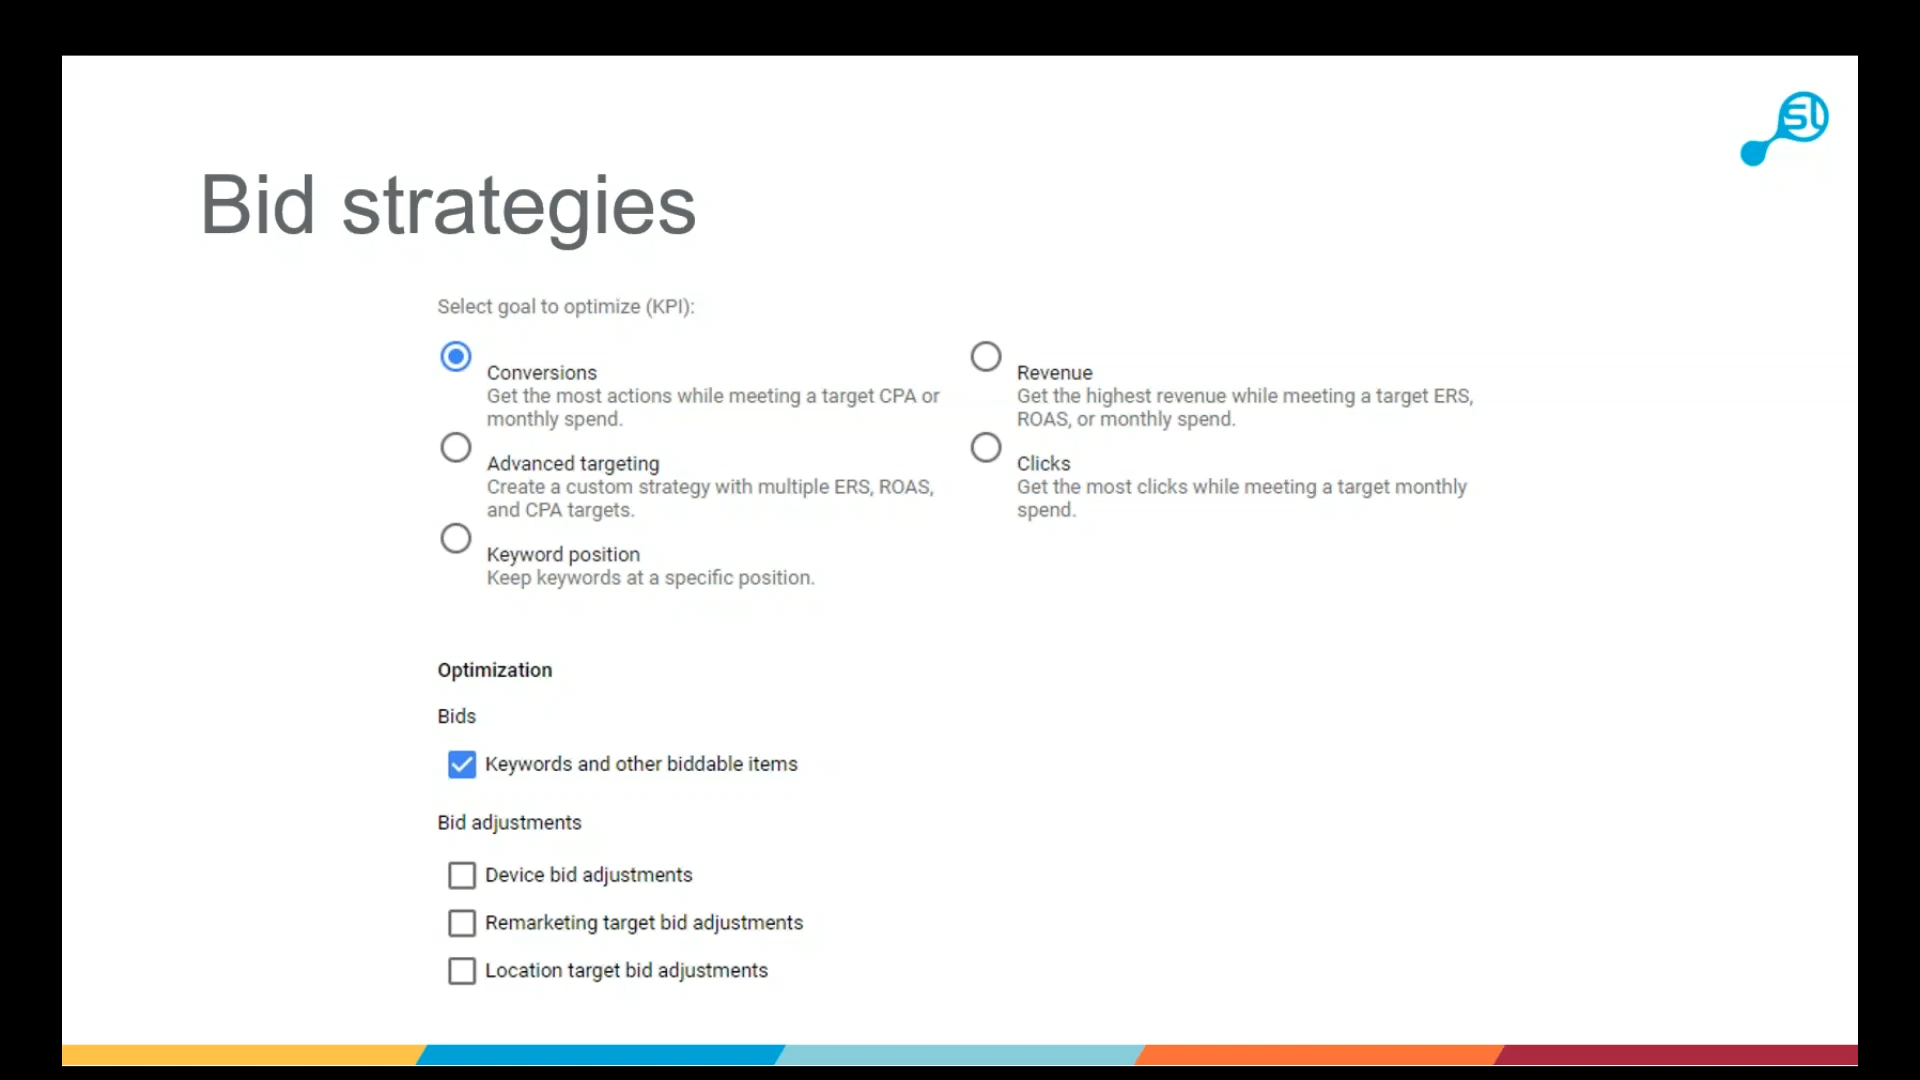 SL
Bid strategies
Select goal to optimize (KPI):
Conversions
Get the most actions while meeting a target CPA or
monthly spend.
Revenue
Get the highest revenue while meeting a target ERS,
ROAS, or monthly spend.
Advanced targeting
Create a custom strategy with multiple ERS, ROAS,
and CPA targets.
Clicks
Get the most clicks while meeting a target monthly
spend.
Keyword position
Keep keywords at a specific position.
Optimization
Bids
Keywords and other biddable items
Bid adjustments
Device bid adjustments
Remarketing target bid adjustments
Location target bid adjustments